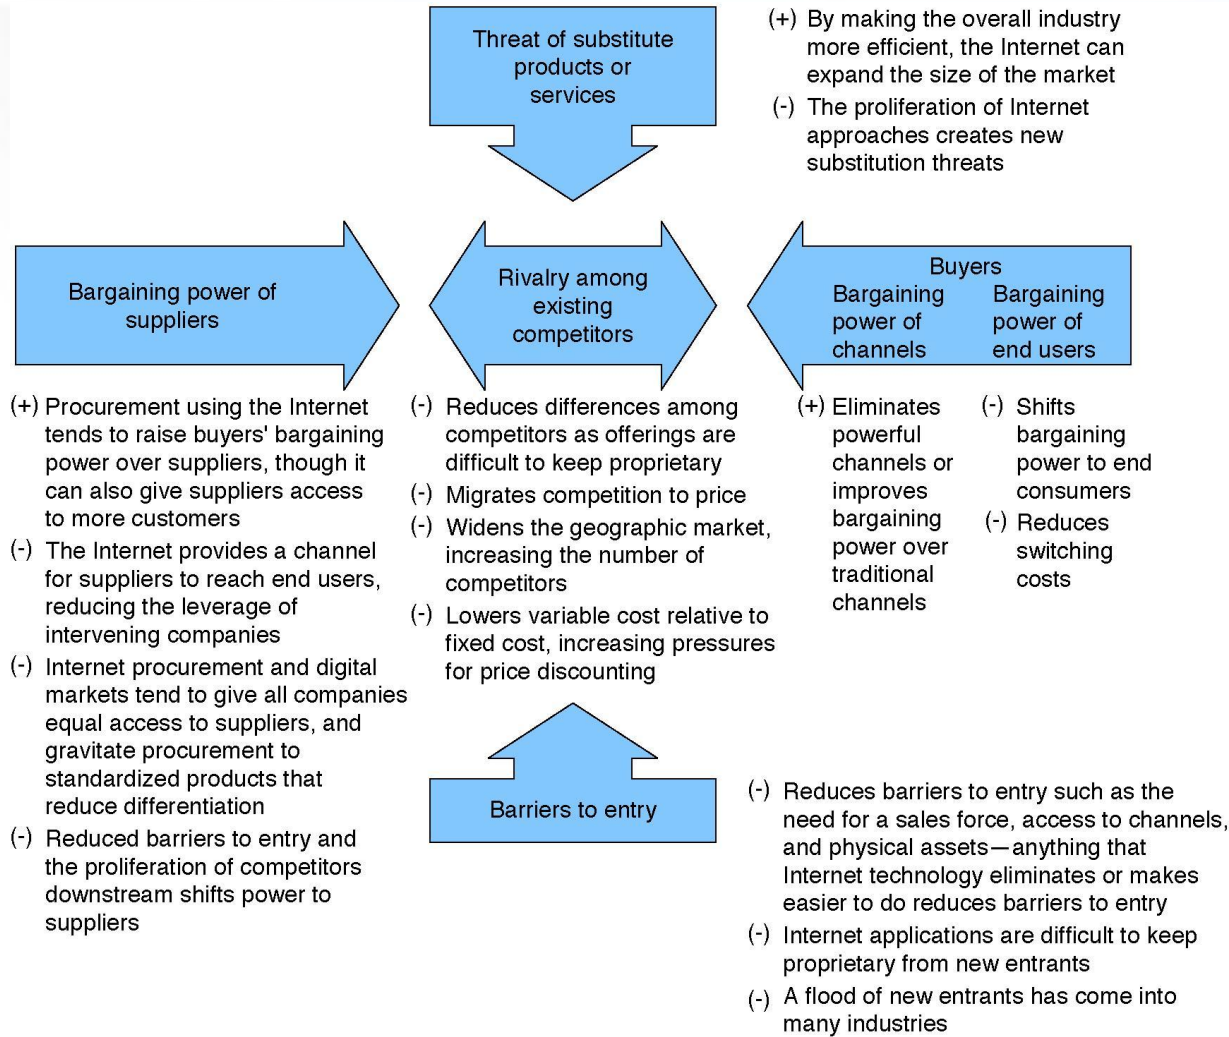 Threat of substitute
products or
services
(+) By making the overall industry
more efficient, the Internet can
expand the size of the market
(-) The proliferation of Internet
approaches creates new
substitution threats
Bargaining power of
suppliers
Rivalry among
existing
competitors
Buyers
Bargaining
power of
channels
Bargaining
power of
end users
(+) Procurement using the Internet
tends to raise buyers' bargaining
power over suppliers, though it
can also give suppliers access
to more customers
(-) The Internet provides a channel
for suppliers to reach end users,
reducing the leverage of
intervening companies
(-) Internet procurement and digital
markets tend to give all companies
equal access to suppliers, and
gravitate procurement to
standardized products that
reduce differentiation
(-) Reduced barriers to entry and
the proliferation of competitors
downstream shifts power to
suppliers
(-) Reduces differences among
competitors as offerings are
difficult to keep proprietary
(-) Migrates competition to price
(-) Widens the geographic market,
increasing the number of
competitors
(-) Lowers variable cost relative to
fixed cost, increasing pressures
for price discounting
(+) Eliminates
powerful
channels or
improves
bargaining
power over
traditional
channels
(-) Shifts
bargaining
power to end
consumers
(-) Reduces
switching
costs
Barriers to entry
(-) Reduces barriers to entry such as the
need for a sales force, access to channels,
and physical assets—anything that
Internet technology eliminates or makes
easier to do reduces barriers to entry
(-) Internet applications are difficult to keep
proprietary from new entrants
(-) A flood of new entrants has come into
many industries